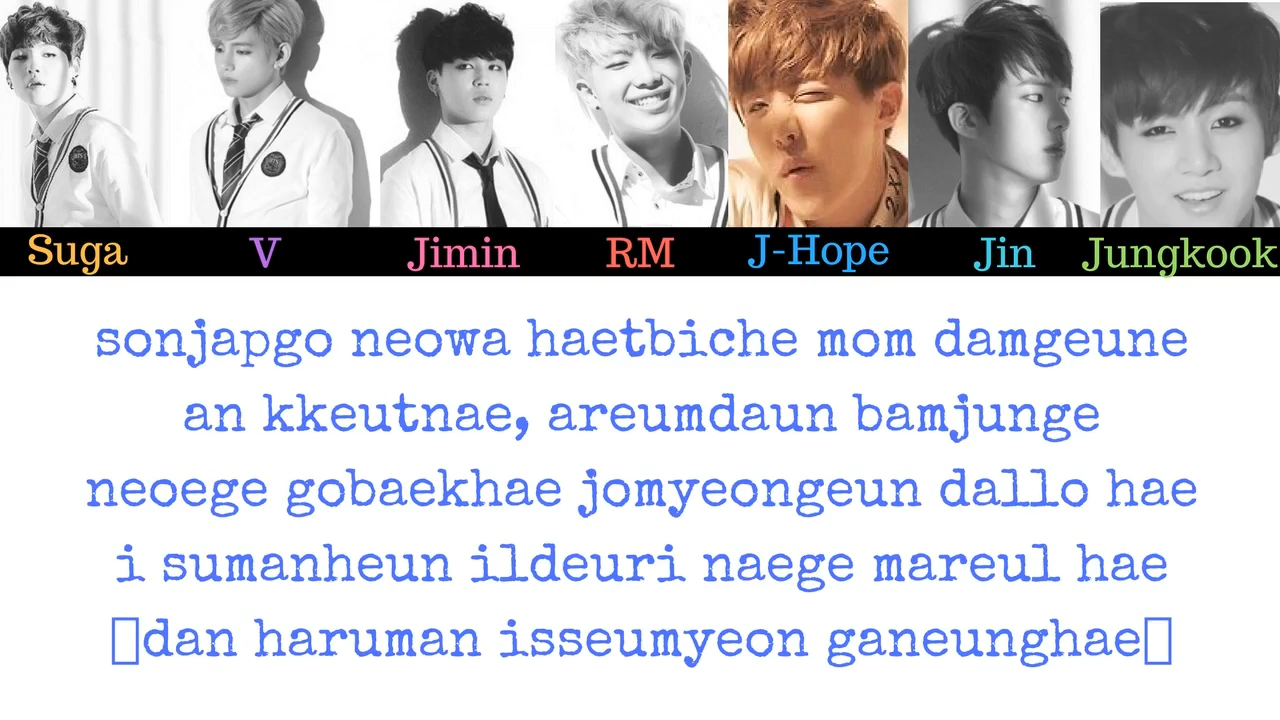 Suga V Jimin RM J-Hope Jin Jungkook
sonjapgo neowa haetbiche mom damgeune
an kkeutnae, areumdaun bamjunge
neoege gobaekhae jomyeongeun dallo hae
i sumanheun ildeuri naege mareul hae
▯dan haruman isseumyeon ganeunghae▯